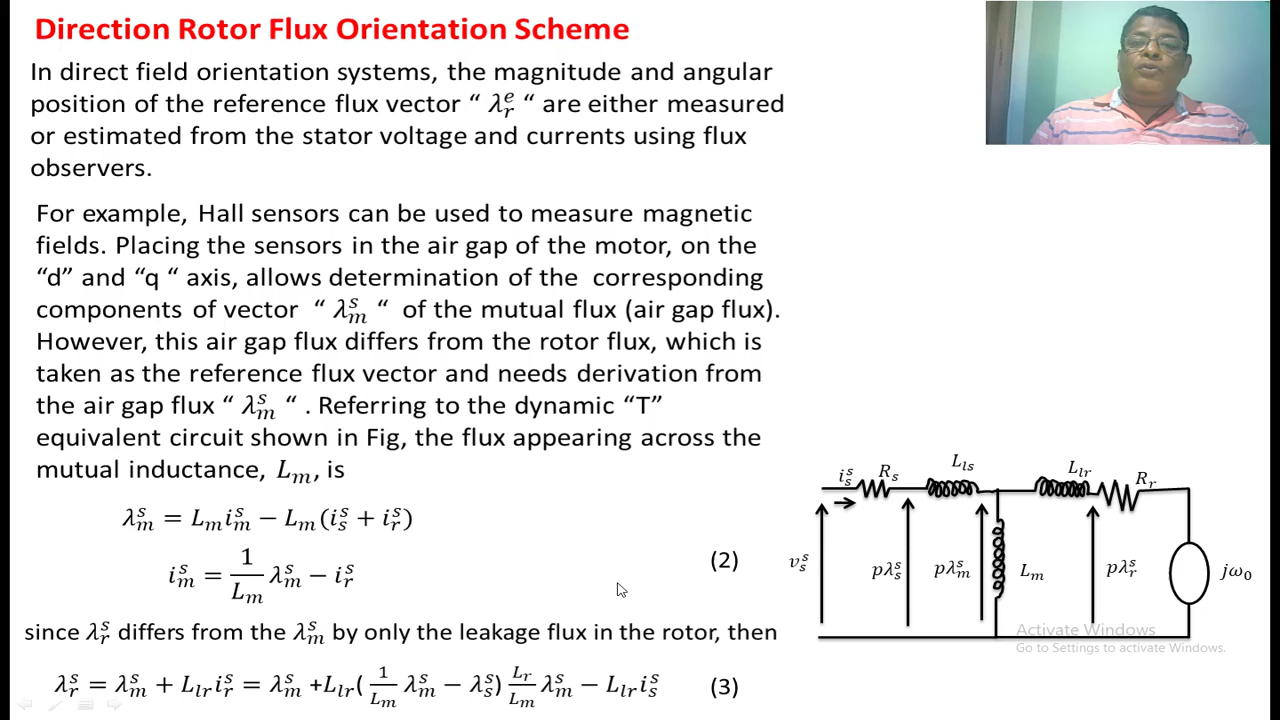 Direction Rotor Flux Orientation Scheme
In direct field orientation systems, the magnitude and angular
position of the reference flux vector “ λ_r^e “ are either measured
or estimated from the stator voltage and currents using flux
observers.
For example, Hall sensors can be used to measure magnetic
fields. Placing the sensors in the air gap of the motor, on the
“d” and “q “ axis, allows determination of the corresponding
components of vector “ λ_m^s “ of the mutual flux (air gap flux).
However, this air gap flux differs from the rotor flux, which is
taken as the reference flux vector and needs derivation from
the air gap flux “ λ_m^s “ . Referring to the dynamic “T”
equivalent circuit shown in Fig, the flux appearing across the
mutual inductance, L_m, is
λ_m^s = L_m i_m^s − L_m(i_s^s + i_r^s)
i_m^s = 1/L_m λ_m^s − i_r^s (2)
since λ_r^s differs from the λ_m^s by only the leakage flux in the rotor, then
λ_r^s = λ_m^s + L_lr i_r^s = λ_m^s +L_lr( 1/L_m λ_m^s − λ_s^s) L_r/L_m λ_m^s − L_lr i_s^s (3)
i_s^s R_s L_ls L_lr R_r
v_s^s pλ_s^s pλ_m^s L_m pλ_r^s jω_0
Activate Windows
Go to Settings to activate Windows.